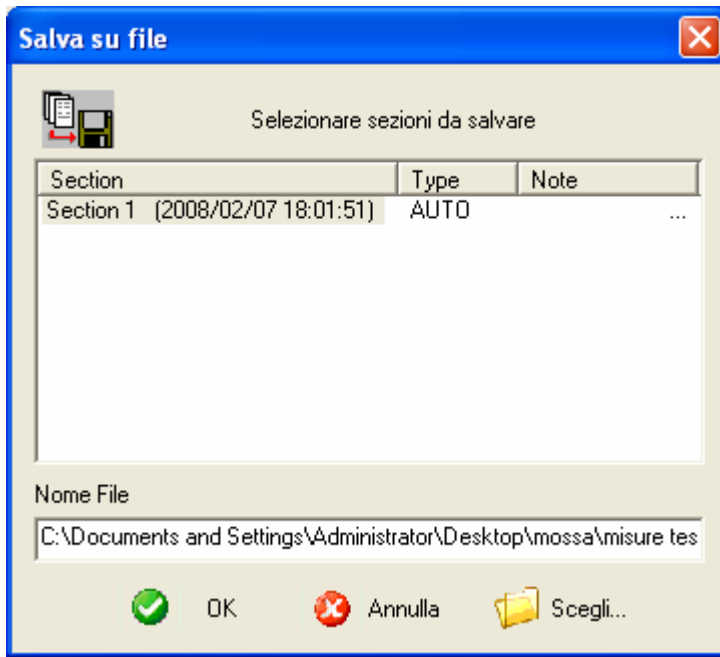 Salva su file
Selezionare sezioni da salvare
Section Type Note
Section 1 (2008/02/07 18:01:51) AUTO ...
Nome File
C:\Documents and Settings\Administrator\Desktop\mossa\misure tes
OK Annulla Scegli...